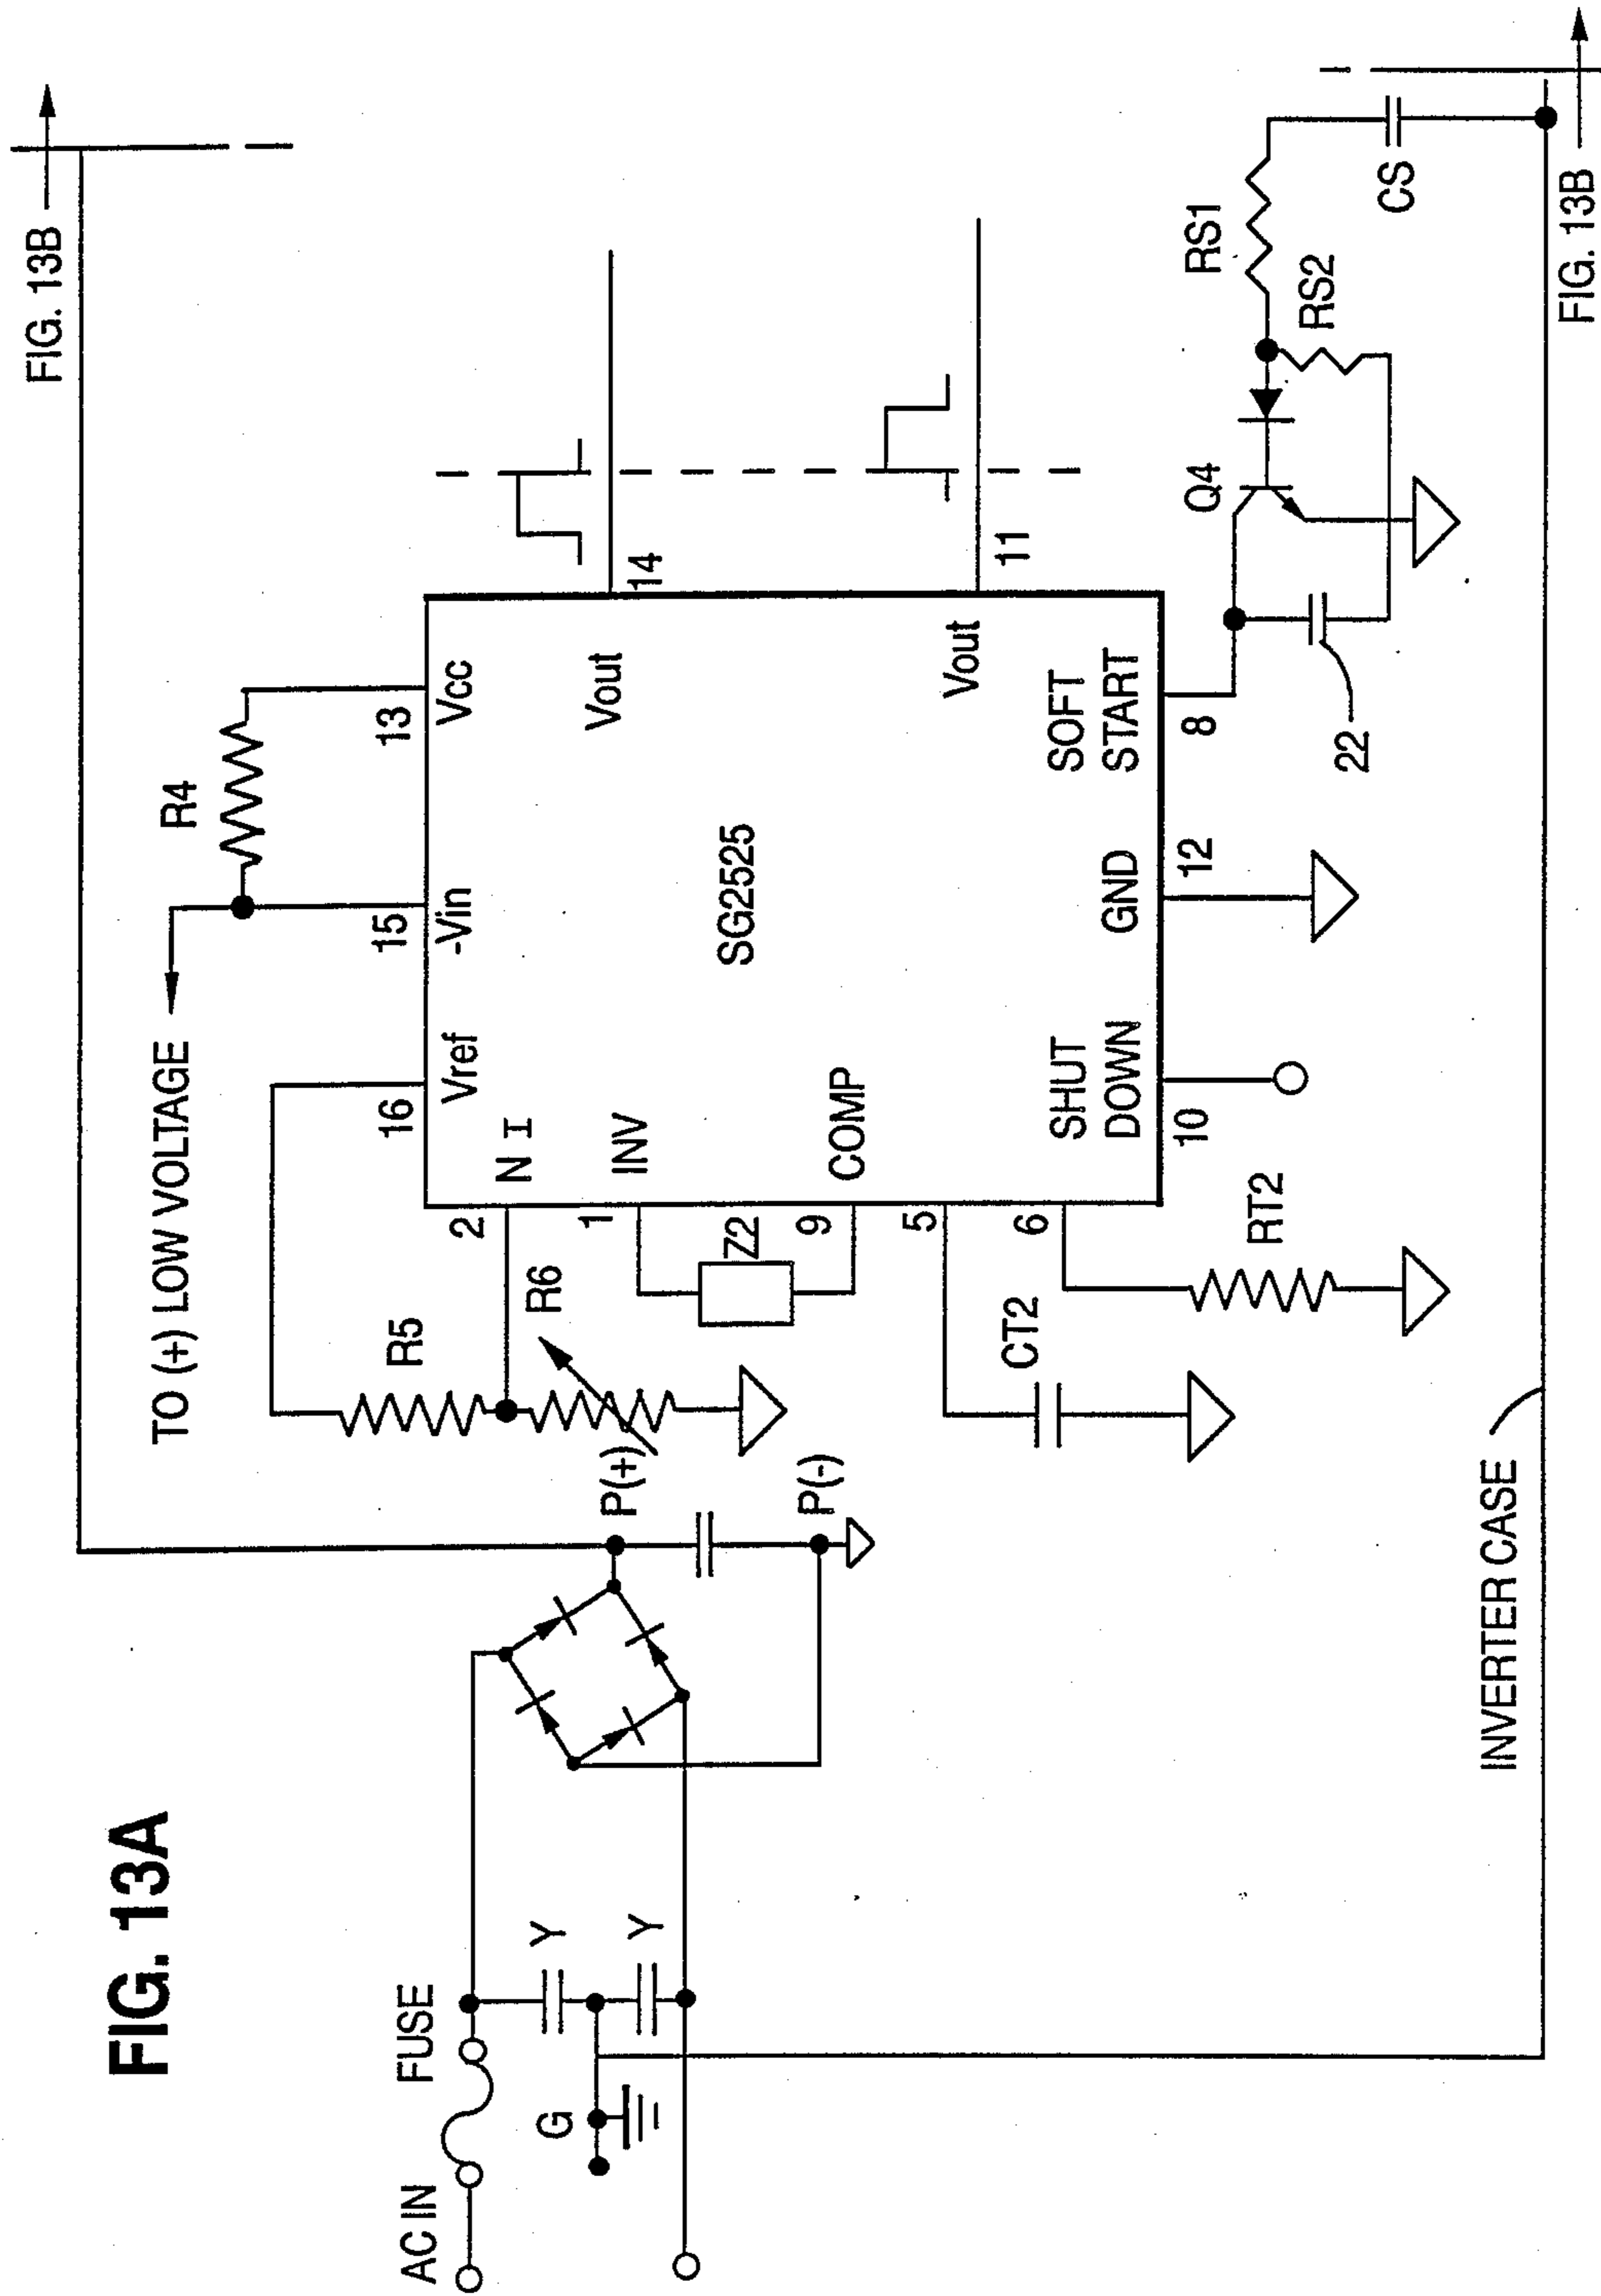 FIG. 13A
FIG. 13B
TO (+) LOW VOLTAGE
R4
16
15
13
Vref
-Vin
Vcc
R5
2
N I
14
Vout
R6
P(+)
1
INV
Z2
SG2525
9
COMP
P(-)
11
Vout
5
6
SHUT
DOWN
GND
SOFT
START
10
12
8
CT2
RT2
22
Q4
RS1
RS2
CS
AC IN
FUSE
Y
Y
G
INVERTER CASE
FIG. 13B